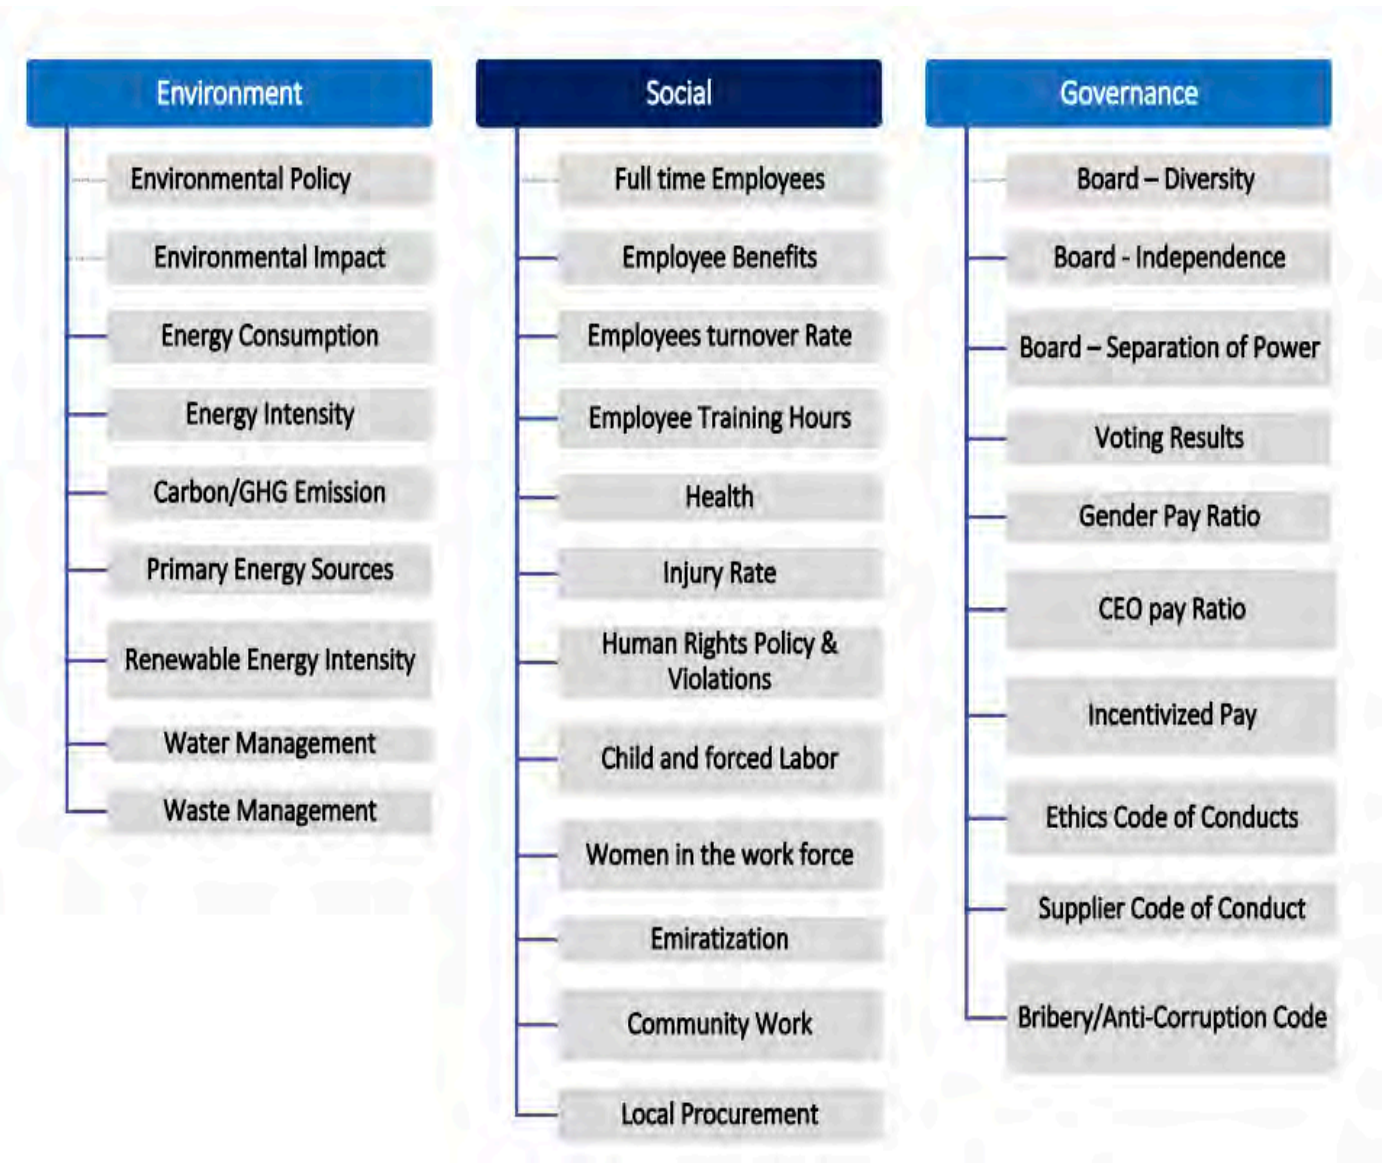 Environment
Environmental Policy
Environmental Impact
Energy Consumption
Energy Intensity
Carbon/GHG Emission
Primary Energy Sources
Renewable Energy Intensity
Water Management
Waste Management
Social
Full time Employees
Employee Benefits
Employees turnover Rate
Employee Training Hours
Health
Injury Rate
Human Rights Policy &
Violations
Child and forced Labor
Women in the work force
Emiratization
Community Work
Local Procurement
Governance
Board – Diversity
Board - Independence
Board – Separation of Power
Voting Results
Gender Pay Ratio
CEO pay Ratio
Incentivized Pay
Ethics Code of Conducts
Supplier Code of Conduct
Bribery/Anti-Corruption Code